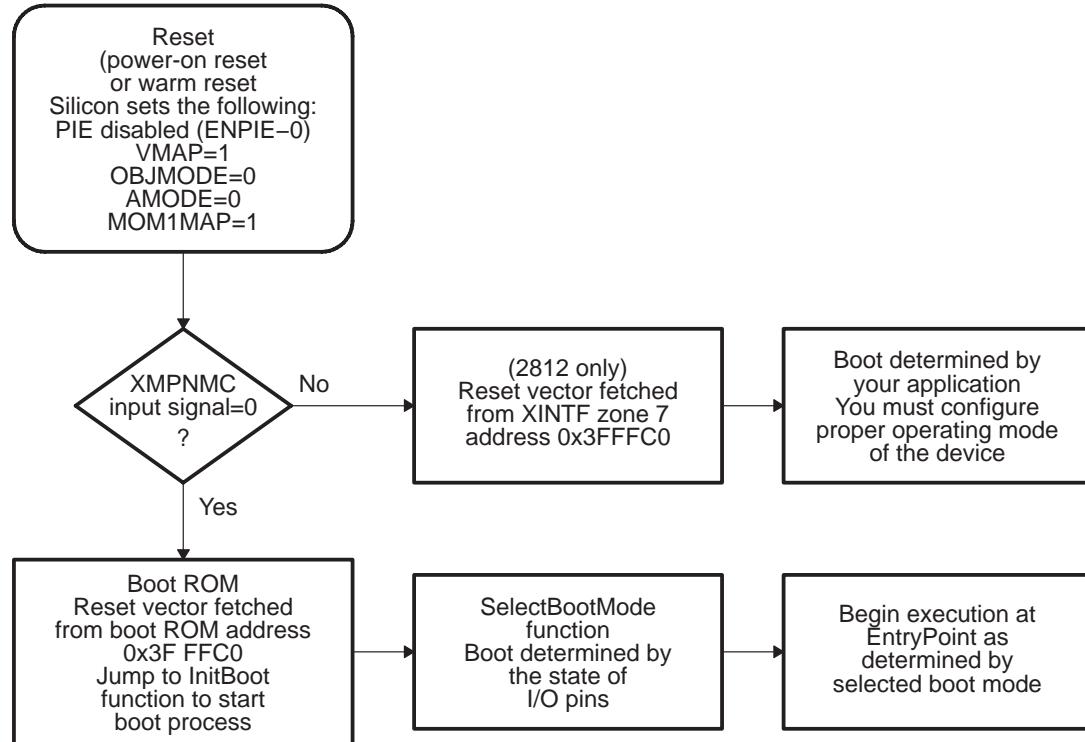 Reset
(power-on reset
or warm reset
Silicon sets the following:
PIE disabled (ENPIE−0)
VMAP=1
OBJMODE=0
AMODE=0
MOM1MAP=1
XMPNMC
input signal=0
?
No
(2812 only)
Reset vector fetched
from XINTF zone 7
address 0x3FFFC0
Boot determined by
your application
You must configure
proper operating mode
of the device
Yes
Boot ROM
Reset vector fetched
from boot ROM address
0x3F FFC0
Jump to InitBoot
function to start
boot process
SelectBootMode
function
Boot determined by
the state of
I/O pins
Begin execution at
EntryPoint as
determined by
selected boot mode